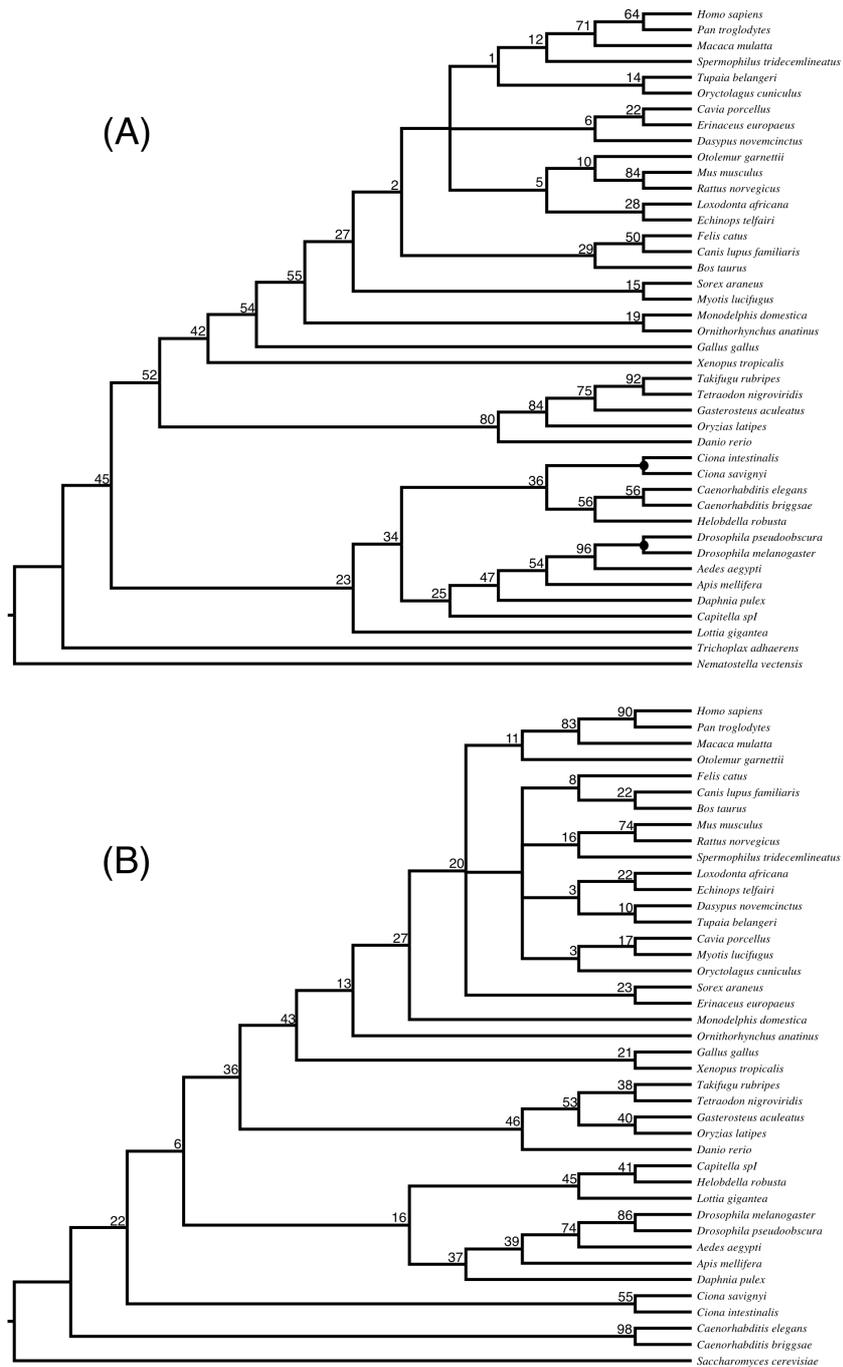 (A)
64 Homo sapiens
Pan troglodytes
71 Macaca mulatta
12 Spermophilus tridecemlineatus
1
14 Tupaia belangeri
Oryctolagus cuniculus
22 Cavia porcellus
6 Erinaceus europaeus
Dasypus novemcinctus
10 Otolemur garnettii
84 Mus musculus
5 Rattus norvegicus
28 Loxodonta africana
Echinops telfairi
2
50 Felis catus
29 Canis lupus familiaris
Bos taurus
27
15 Sorex araneus
Myotis lucifugus
55
19 Monodelphis domestica
Ornithorhynchus anatinus
54 Gallus gallus
42 Xenopus tropicalis
52
92 Takifugu rubripes
75 Tetraodon nigroviridis
84 Gasterosteus aculeatus
80 Oryzias latipes
Danio rerio
45
Ciona intestinalis
36 Ciona savignyi
56 Caenorhabditis elegans
56 Caenorhabditis briggsae
Helobdella robusta
34
Drosophila pseudoobscura
96 Drosophila melanogaster
54 Aedes aegypti
47 Apis mellifera
25 Daphnia pulex
23 Capitella spI
Lottia gigantea
Trichoplax adhaerens
Nematostella vectensis
(B)
90 Homo sapiens
83 Pan troglodytes
11 Macaca mulatta
Otolemur garnettii
8 Felis catus
22 Canis lupus familiaris
Bos taurus
74 Mus musculus
16 Rattus norvegicus
Spermophilus tridecemlineatus
20
22 Loxodonta africana
3 Echinops telfairi
10 Dasypus novemcinctus
Tupaia belangeri
17 Cavia porcellus
3 Myotis lucifugus
Oryctolagus cuniculus
27
23 Sorex araneus
Erinaceus europaeus
Monodelphis domestica
13 Ornithorhynchus anatinus
43
21 Gallus gallus
Xenopus tropicalis
36
38 Takifugu rubripes
53 Tetraodon nigroviridis
40 Gasterosteus aculeatus
46 Oryzias latipes
Danio rerio
6
41 Capitella spI
45 Helobdella robusta
Lottia gigantea
16
86 Drosophila melanogaster
74 Drosophila pseudoobscura
39 Aedes aegypti
37 Apis mellifera
Daphnia pulex
22
55 Ciona savignyi
Ciona intestinalis
98 Caenorhabditis elegans
Caenorhabditis briggsae
Saccharomyces cerevisiae